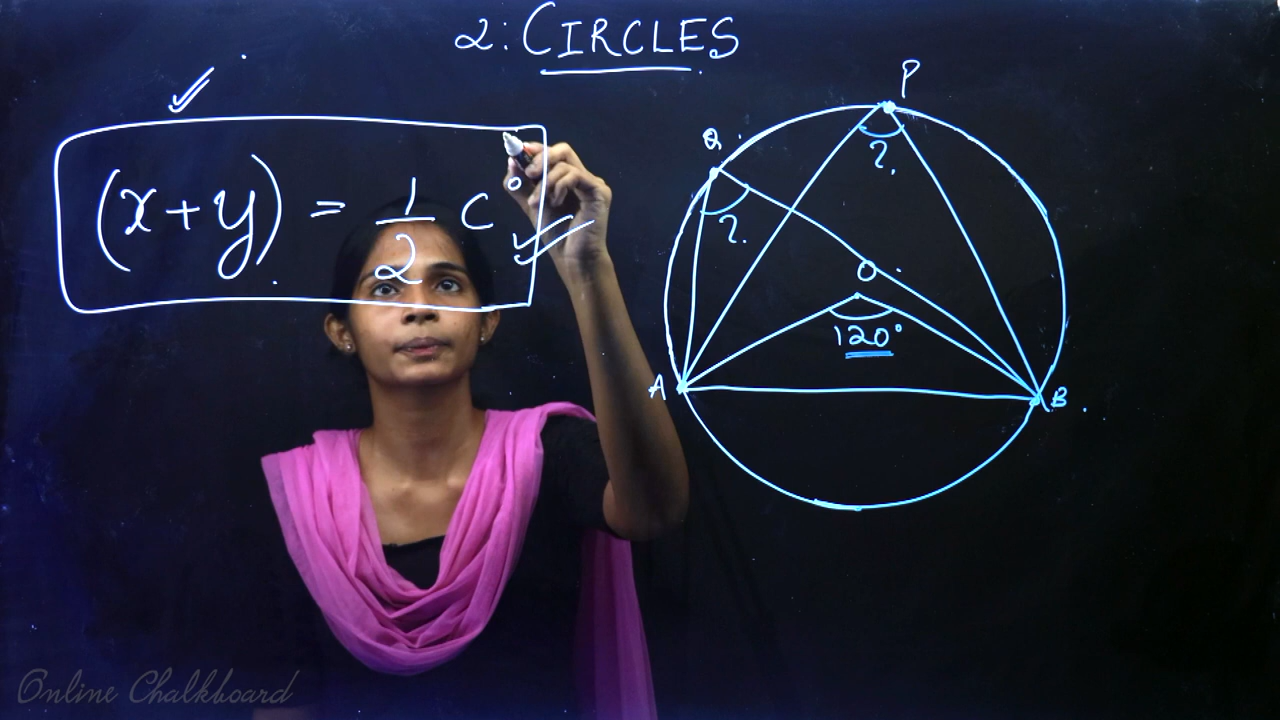 2: CIRCLES
(x+y) = 1/2 c°
P
?.
Q
?.
O
120°
A
B
Online Chalkboard